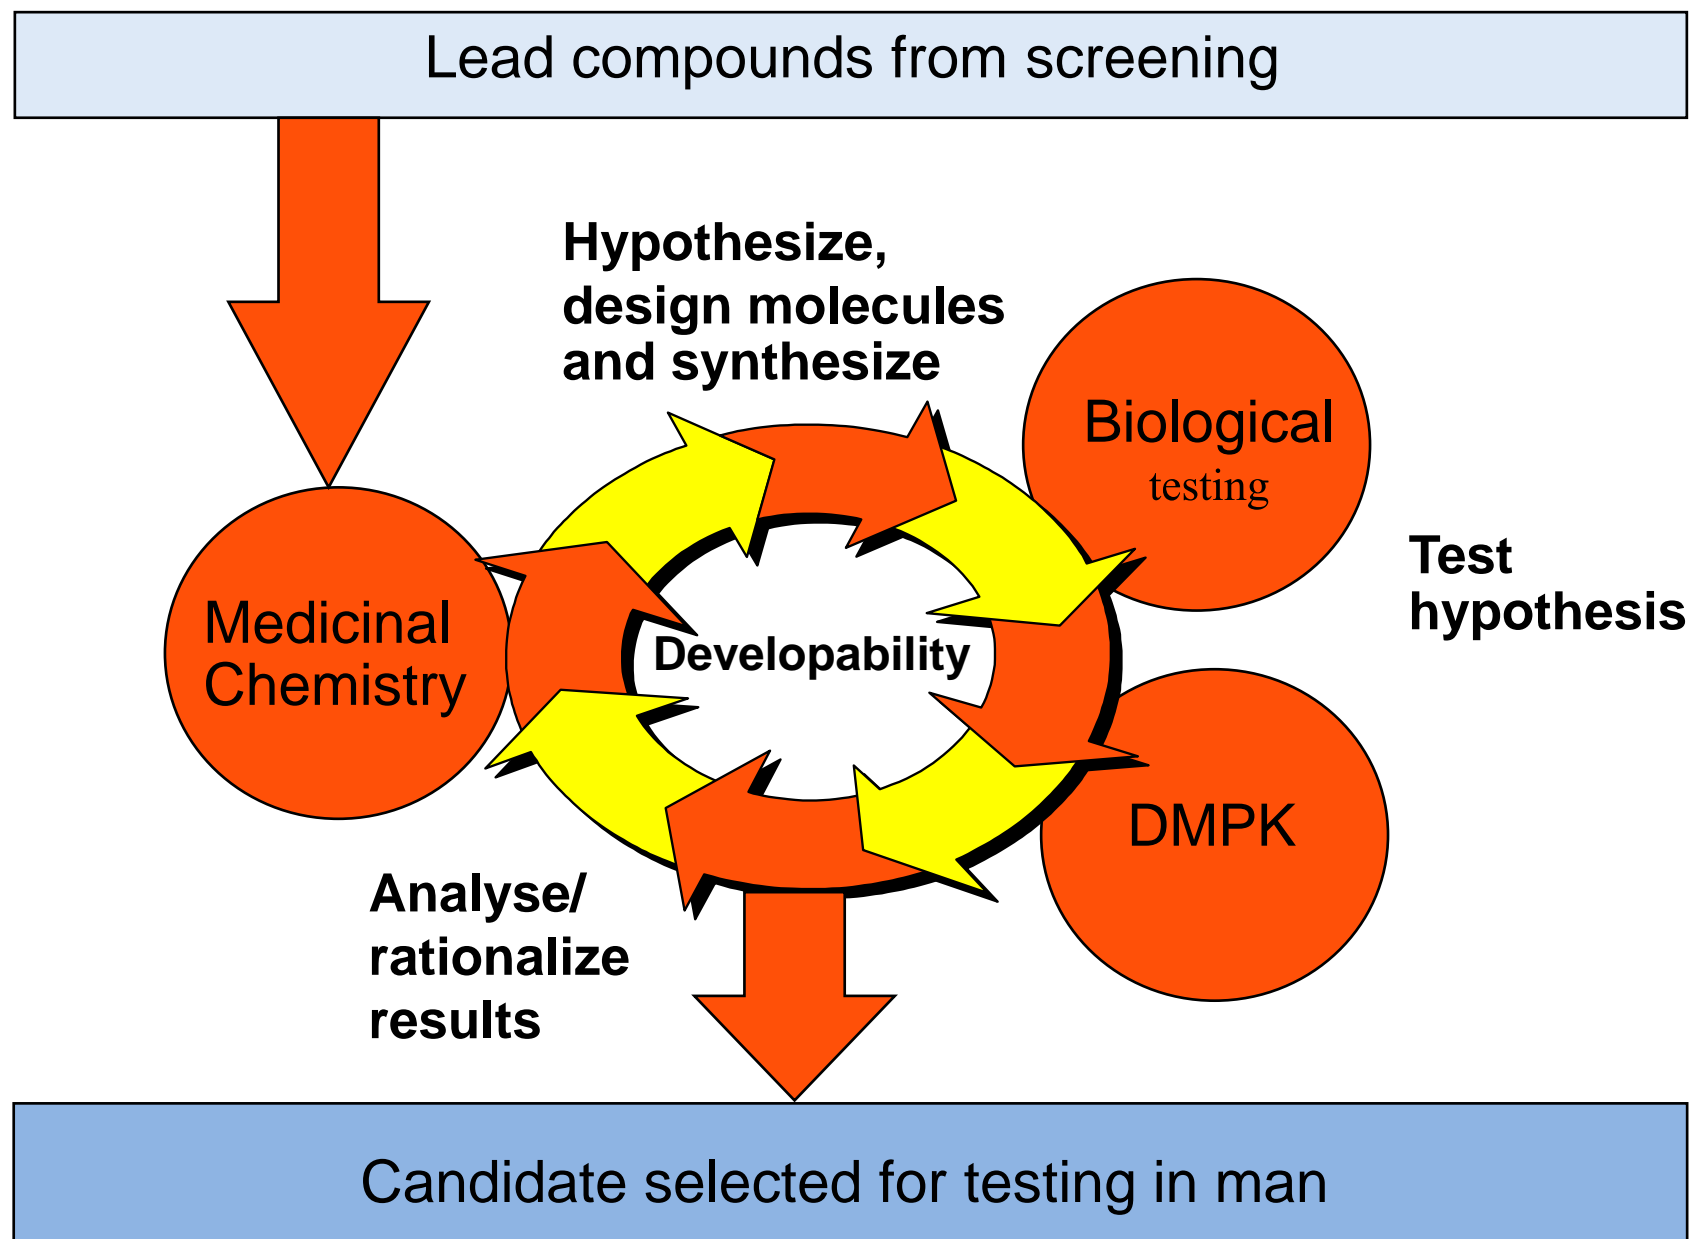 Lead compounds from screening
Hypothesize,
design molecules
and synthesize
Biological
testing
Test
hypothesis
Medicinal
Chemistry
Developability
DMPK
Analyse/
rationalize
results
Candidate selected for testing in man